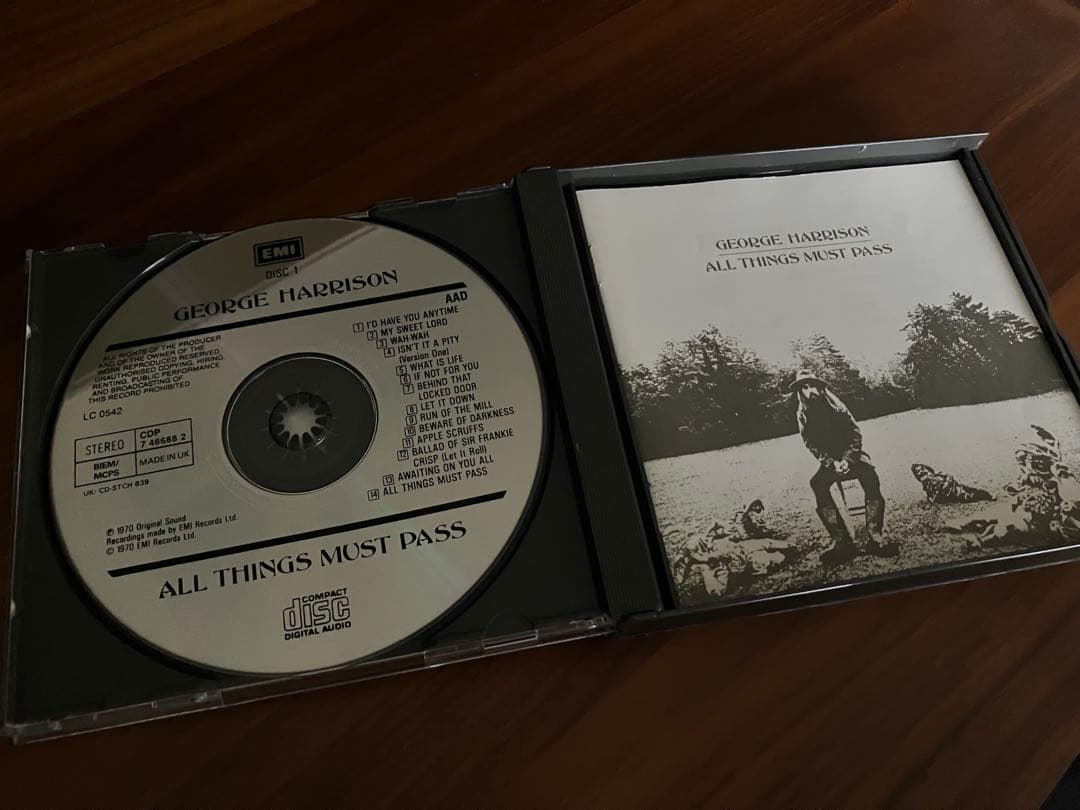 EMI
DISC 1
GEORGE HARRISON
AAD
ALL RIGHTS OF THE PRODUCER
AND OF THE OWNER OF THE
WORK REPRODUCED RESERVED
UNAUTHORISED COPYING, HIRING,
RENTING, PUBLIC PERFORMANCE
AND BROADCASTING OF
THIS RECORD PROHIBITED
LC 0542
STEREO
CDP
7 46688 2
BIEM/
MCPS
MADE IN UK
UK: CD-STCH 639
1 I'D HAVE YOU ANYTIME
2 MY SWEET LORD
3 WAH-WAH
4 ISN'T IT A PITY
(Version One)
5 WHAT IS LIFE
6 IF NOT FOR YOU
7 BEHIND THAT
LOCKED DOOR
8 LET IT DOWN
9 RUN OF THE MILL
10 BEWARE OF DARKNESS
11 APPLE SCRUFFS
12 BALLAD OF SIR FRANKIE
CRISP (Let it Roll)
13 AWAITING ON YOU ALL
14 ALL THINGS MUST PASS
℗ 1970 Original Sound
Recordings made by EMI Records Ltd.
© 1970 EMI Records Ltd.
ALL THINGS MUST PASS
COMPACT
disc
DIGITAL AUDIO
GEORGE HARRISON
ALL THINGS MUST PASS